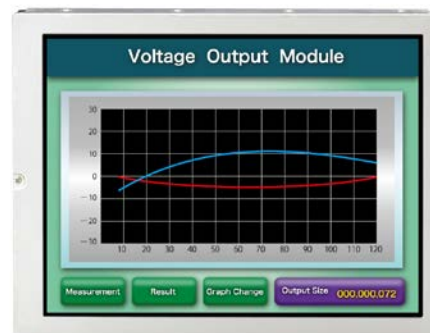 Voltage Output Module
30
20
10
0
-10
-20
-30
10 20 30 40 50 60 70 80 90 100 110 120
Measurement Result Graph Change Output Size 000.000.072